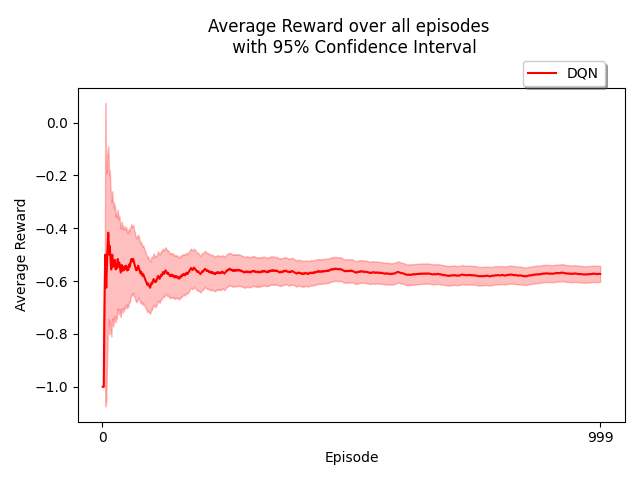 Average Reward over all episodes
with 95% Confidence Interval
DQN
0.0
−0.2
−0.4
−0.6
−0.8
−1.0
Average Reward
0
999
Episode